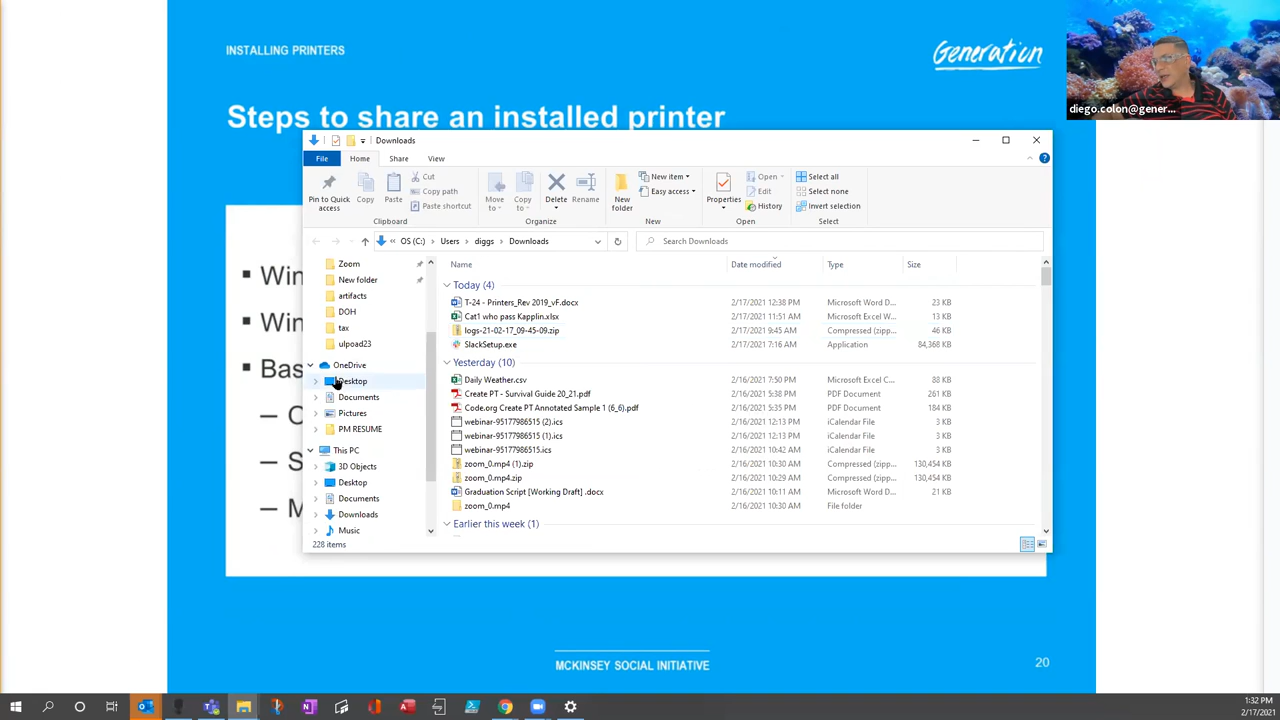 INSTALLING PRINTERS
Generation
Steps to share an installed printer
diego.colon@gener...
Downloads
File Home Share View
Pin to Quick access
Copy
Paste
Cut
Copy path
Paste shortcut
Clipboard
Move to
Copy to
Delete
Rename
Organize
New folder
New item
Easy access
New
Properties
Open
Edit
History
Open
Select all
Select none
Invert selection
Select
« OS (C:) > Users > diggs > Downloads
Search Downloads
Zoom
New folder
artifacts
DOH
tax
ulpoad23
OneDrive
Desktop
Documents
Pictures
PM RESUME
This PC
3D Objects
Desktop
Documents
Downloads
Music
Name Date modified Type Size
Today (4)
T-24 - Printers_Rev 2019_vF.docx 2/17/2021 12:38 PM Microsoft Word D... 23 KB
Cat1 who pass Kapplin.xlsx 2/17/2021 11:51 AM Microsoft Excel W... 13 KB
logs-21-02-17_09-45-09.zip 2/17/2021 9:45 AM Compressed (zipp... 46 KB
SlackSetup.exe 2/17/2021 7:16 AM Application 84,368 KB
Yesterday (10)
Daily Weather.csv 2/16/2021 7:50 PM Microsoft Excel C... 88 KB
Create PT - Survival Guide 20_21.pdf 2/16/2021 5:38 PM PDF Document 261 KB
Code.org Create PT Annotated Sample 1 (6_6).pdf 2/16/2021 5:35 PM PDF Document 184 KB
webinar-95177986515 (2).ics 2/16/2021 12:13 PM iCalendar File 3 KB
webinar-95177986515 (1).ics 2/16/2021 12:13 PM iCalendar File 3 KB
webinar-95177986515.ics 2/16/2021 10:42 AM iCalendar File 3 KB
zoom_0.mp4 (1).zip 2/16/2021 10:30 AM Compressed (zipp... 130,454 KB
zoom_0.mp4.zip 2/16/2021 10:29 AM Compressed (zipp... 130,454 KB
Graduation Script [Working Draft] .docx 2/16/2021 10:11 AM Microsoft Word D... 21 KB
zoom_0.mp4 2/16/2021 10:30 AM File folder
Earlier this week (1)
228 items
▪ Win
▪ Win
▪ Bas
MCKINSEY SOCIAL INITIATIVE
20
1:32 PM
2/17/2021